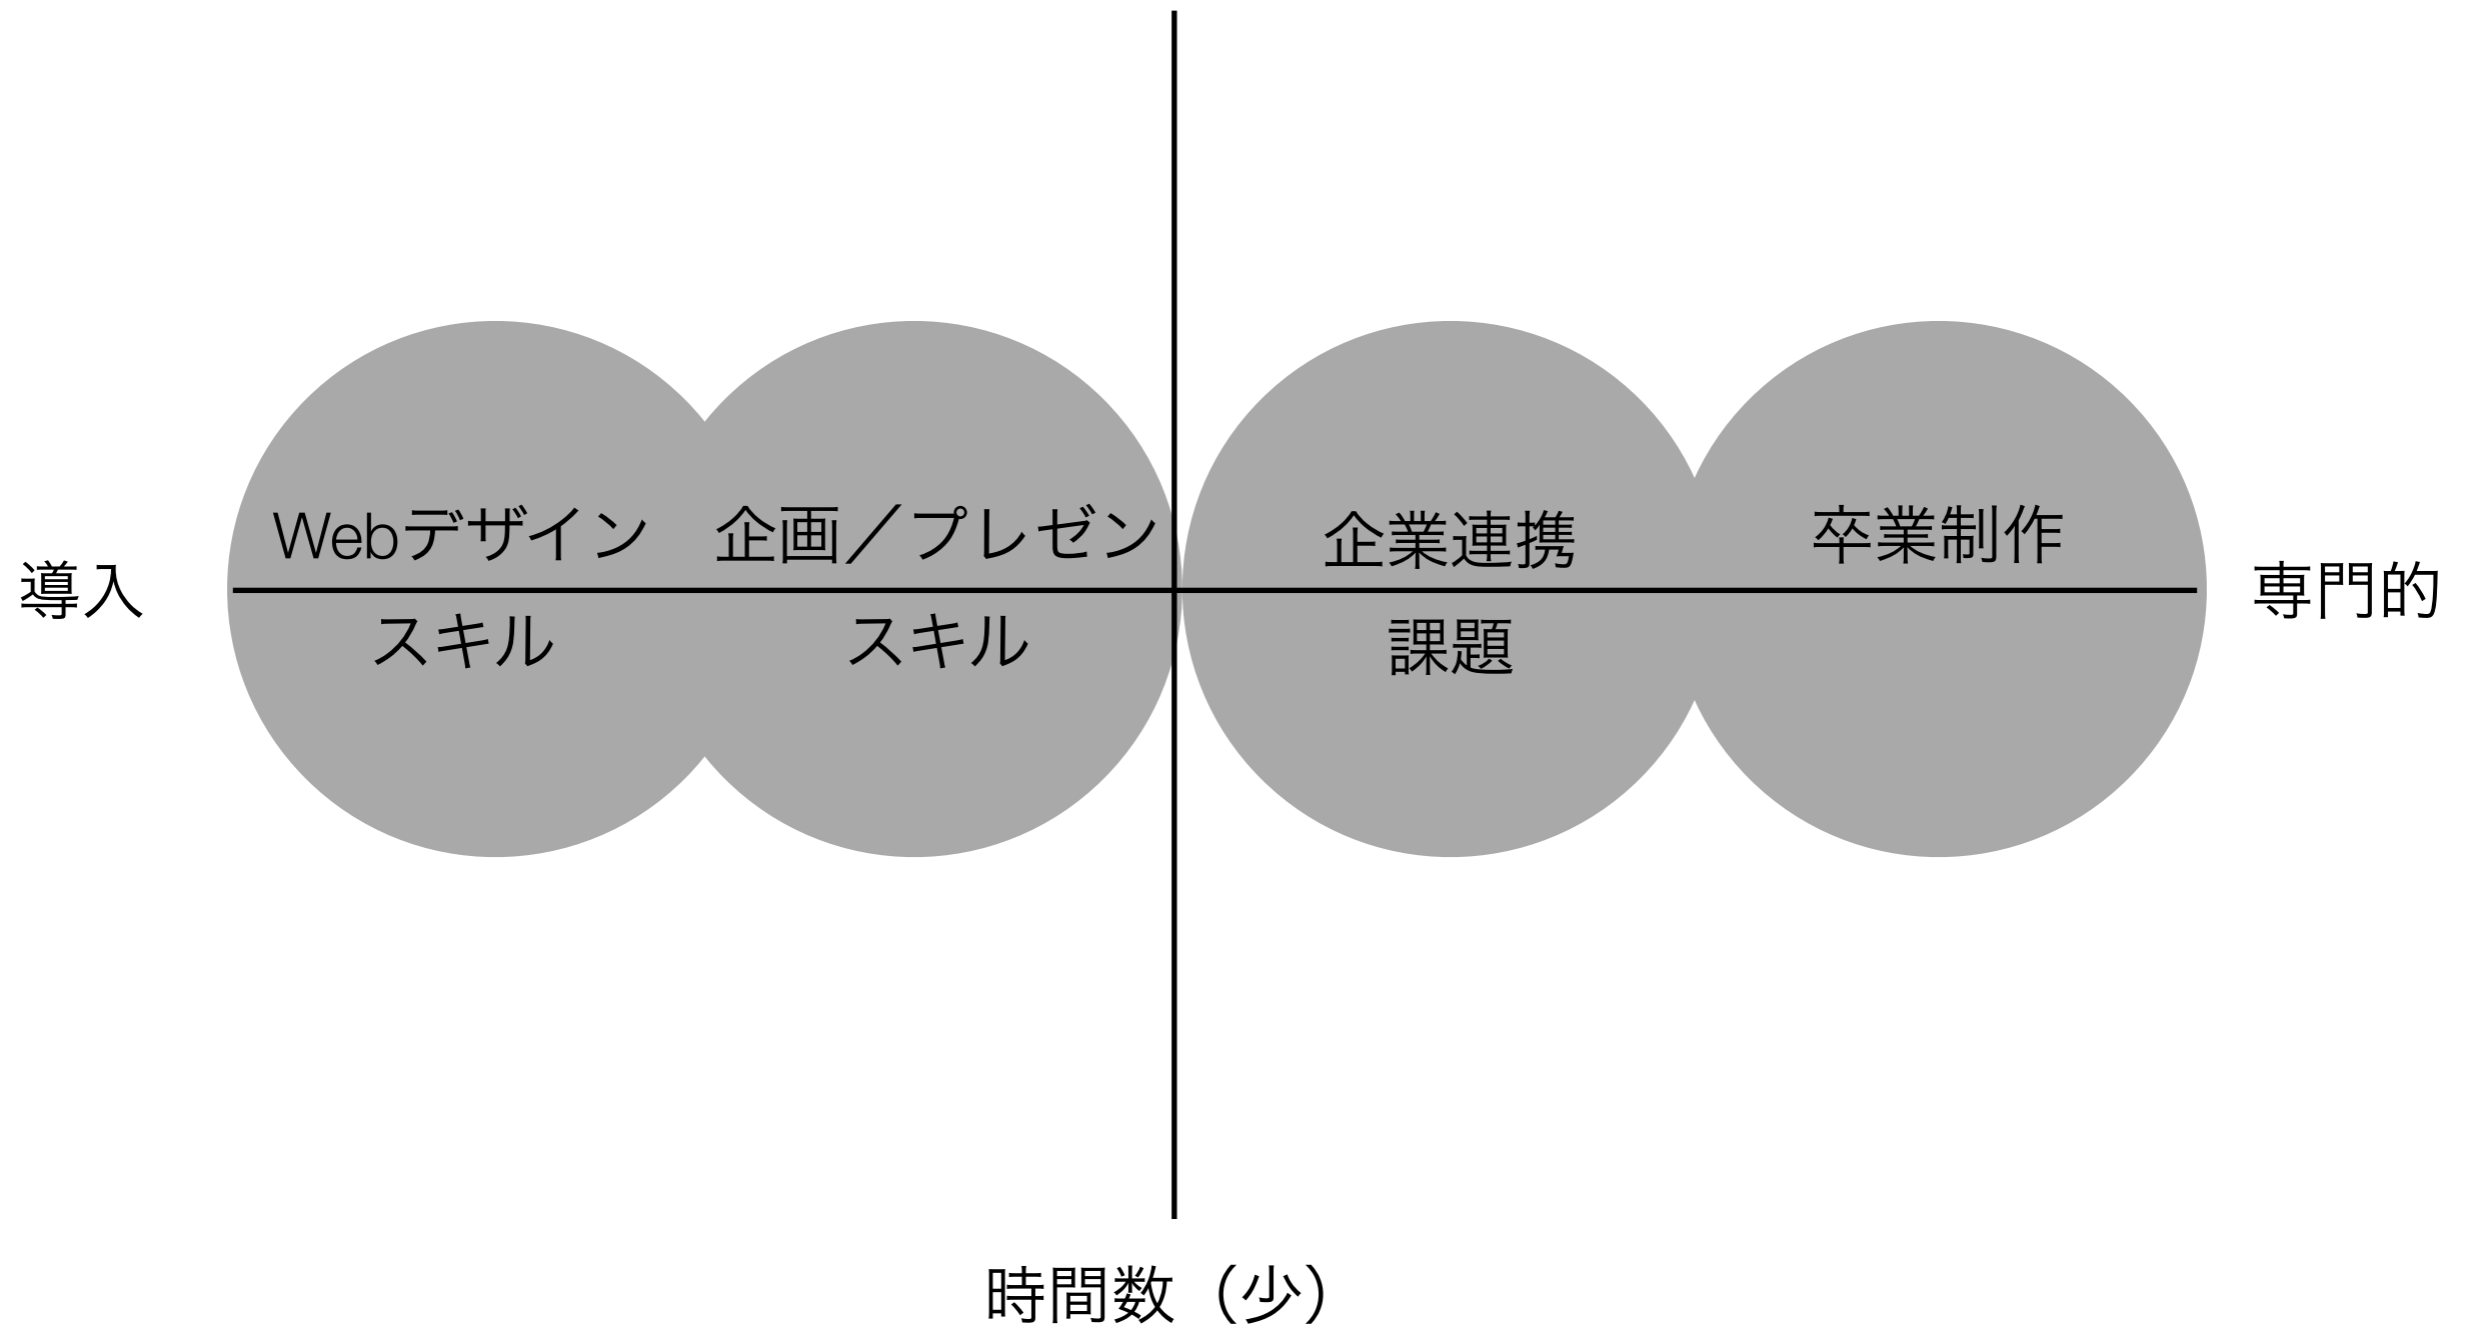 導入
Webデザイン
スキル
企画／プレゼン
スキル
企業連携
課題
卒業制作
専門的
時間数（少）